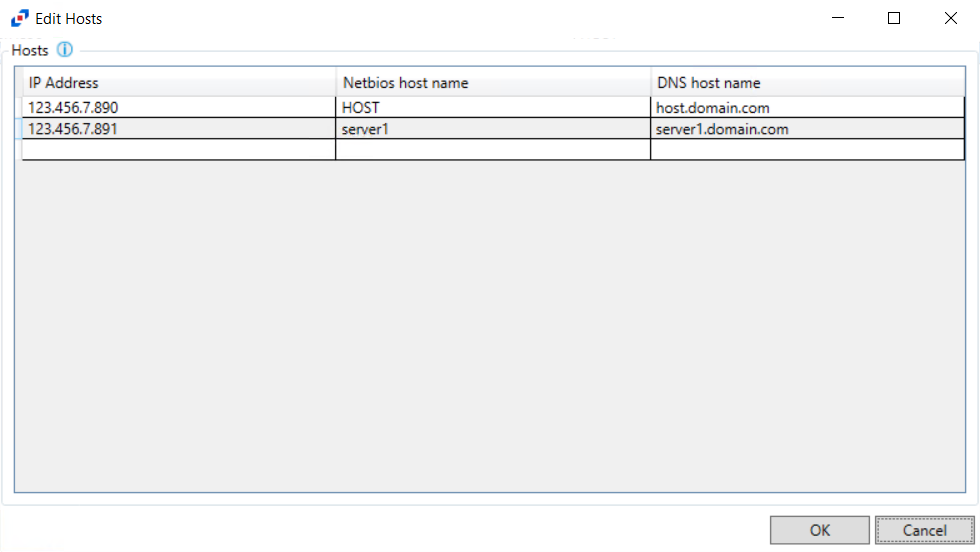 Edit Hosts
Hosts
IP Address Netbios host name DNS host name
123.456.7.890 HOST host.domain.com
123.456.7.891 server1 server1.domain.com
OK Cancel